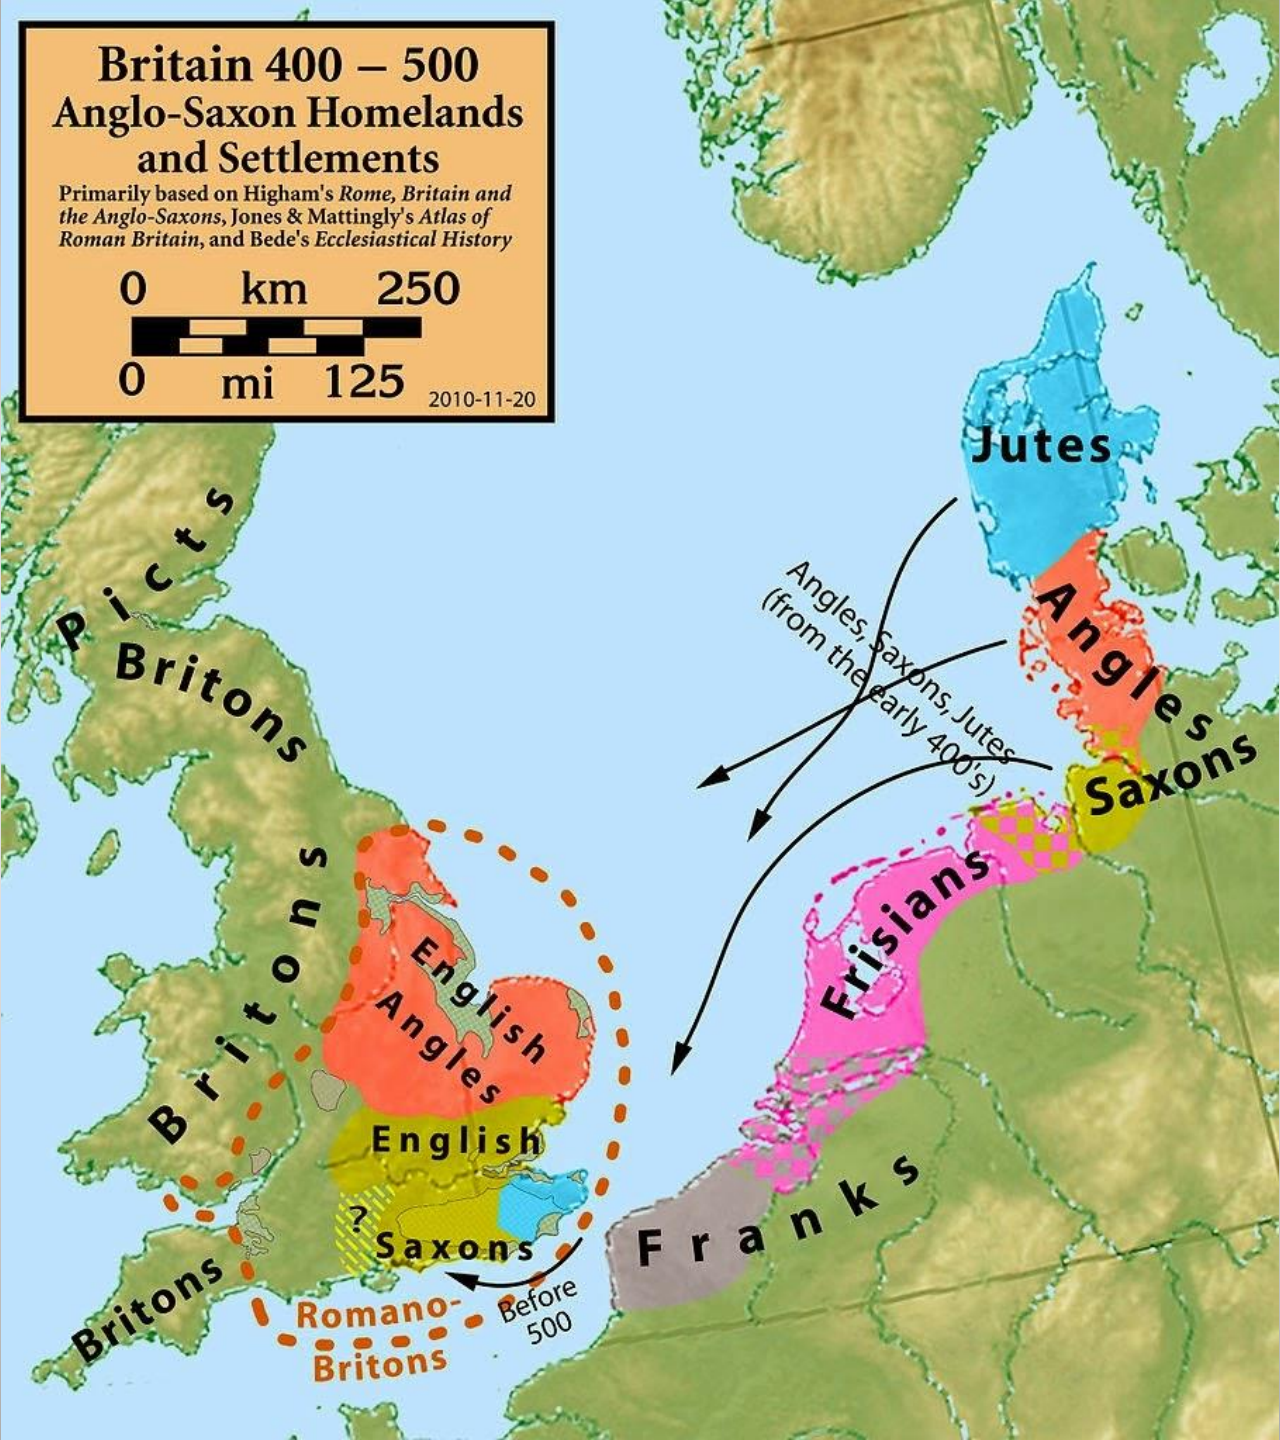 Britain 400 – 500
Anglo-Saxon Homelands
and Settlements
Primarily based on Higham's Rome, Britain and
the Anglo-Saxons, Jones & Mattingly's Atlas of
Roman Britain, and Bede's Ecclesiastical History
0 km 250
0 mi 125
2010-11-20
Picts
Britons
Jutes
Angles, Saxons, Jutes
(from the early 400's)
Angles
Saxons
Frisians
Britons
English
Angles
English
?
Saxons
Franks
Before
500
Britons
Romano-
Britons